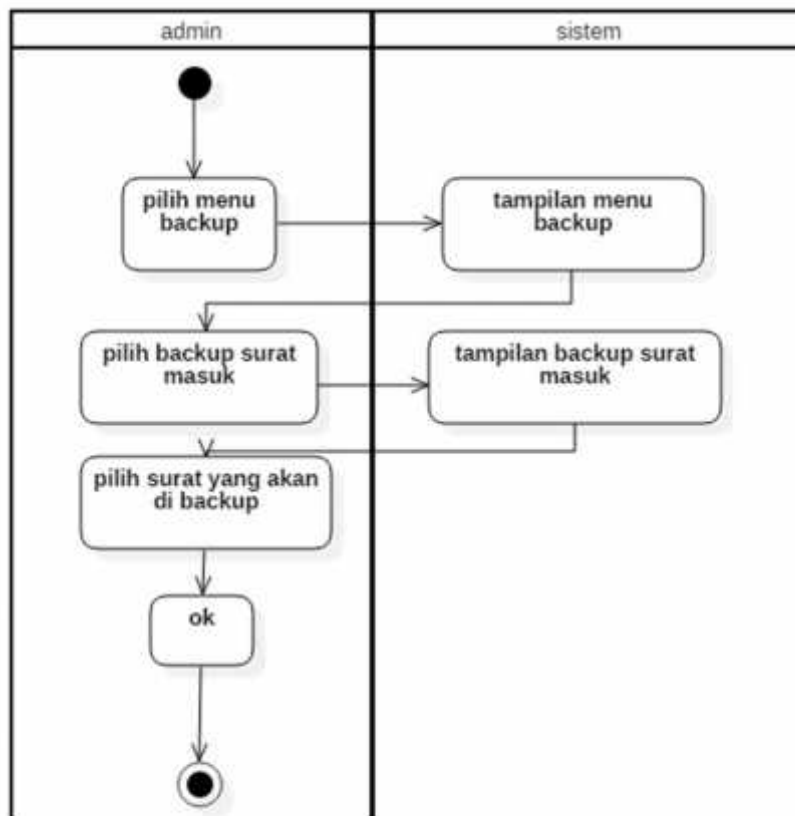 admin
sistem
pilih menu
backup
tampilan menu
backup
pilih backup surat
masuk
tampilan backup surat
masuk
pilih surat yang akan
di backup
ok